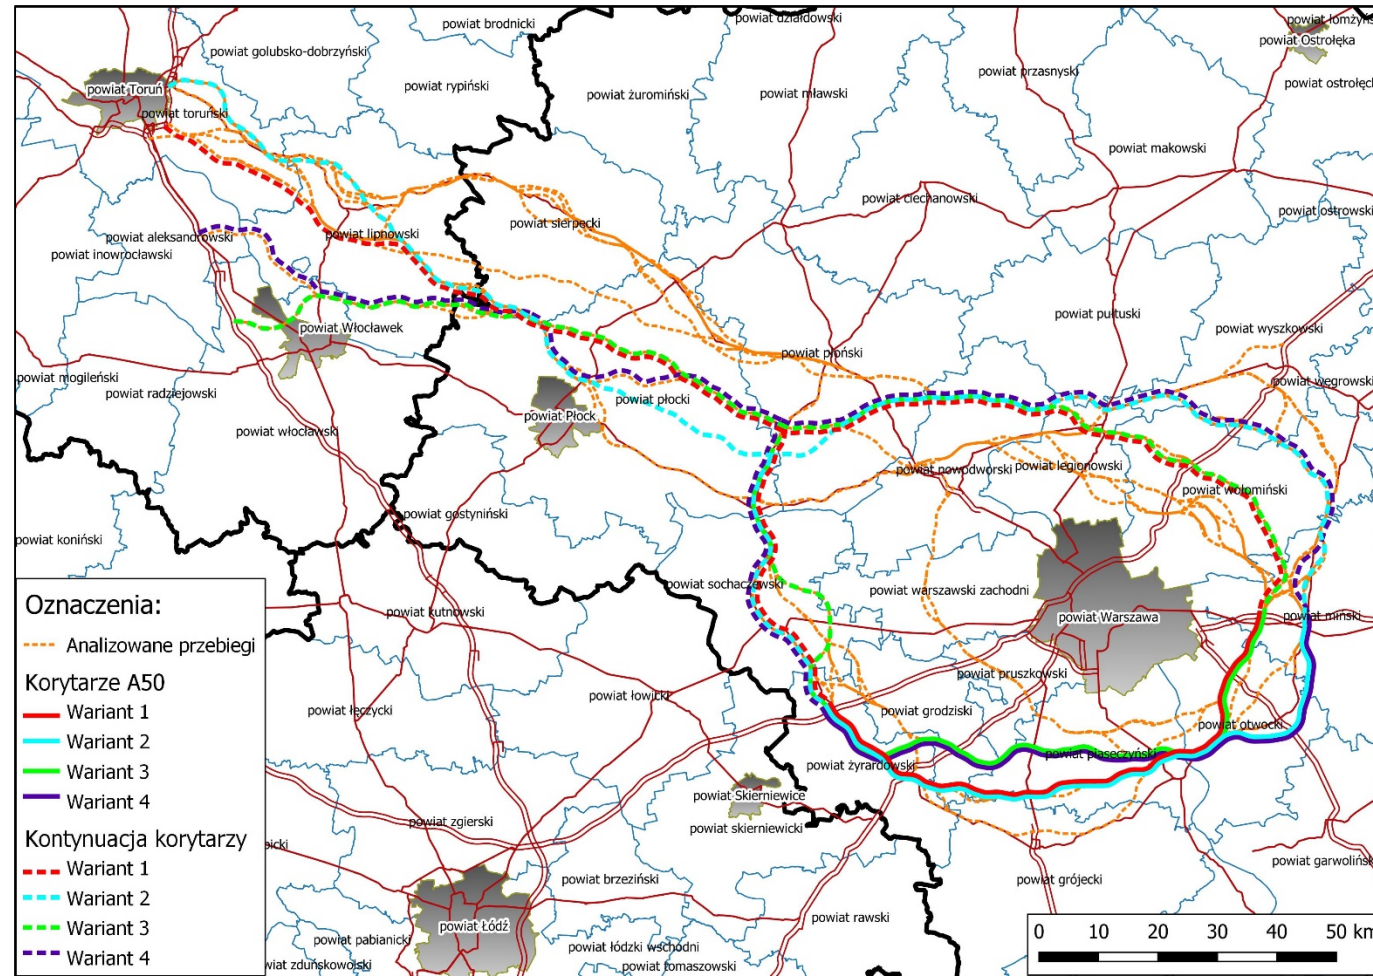 powiat brodnicki
powiat działdowski
powiat łomżyń
powiat golubsko-dobrzyński
powiat Ostrołęka
powiat Toruń
powiat rypiński
powiat żuromiński
powiat mławski
powiat przasnyski
powiat ostrołęck
powiat toruński
powiat makowski
powiat ciechanowski
powiat sierpecki
powiat ostrowski
powiat aleksandrowski
powiat lipnowski
powiat inowrocławski
powiat Włocławek
powiat pułtuski
powiat wyszkowski
powiat płoński
powiat mogileński
powiat radziejowski
powiat węgrowski
powiat płocki
powiat Płock
powiat włocławski
powiat nowodworski
powiat legionowski
powiat wołomiński
powiat gostyniński
powiat koniński
powiat sochaczewski
powiat warszawski zachodni
powiat kutnowski
powiat Warszawa
powiat miński
powiat pruszkowski
powiat łowicki
powiat łęczycki
powiat grodziski
powiat otwocki
powiat piaseczyński
powiat żyrardowski
powiat Skierniewice
powiat skierniewicki
powiat zgierski
bicki
powiat garwolińsk
powiat brzeziński
powiat grójecki
powiat rawski
powiat Łódź
powiat pabianicki
powiat łódzki wschodni
wiat zduńskowolski
powiat tomaszowski
Oznaczenia:
Analizowane przebiegi
Korytarze A50
Wariant 1
Wariant 2
Wariant 3
Wariant 4
Kontynuacja korytarzy
Wariant 1
Wariant 2
Wariant 3
Wariant 4
0 10 20 30 40 50 km